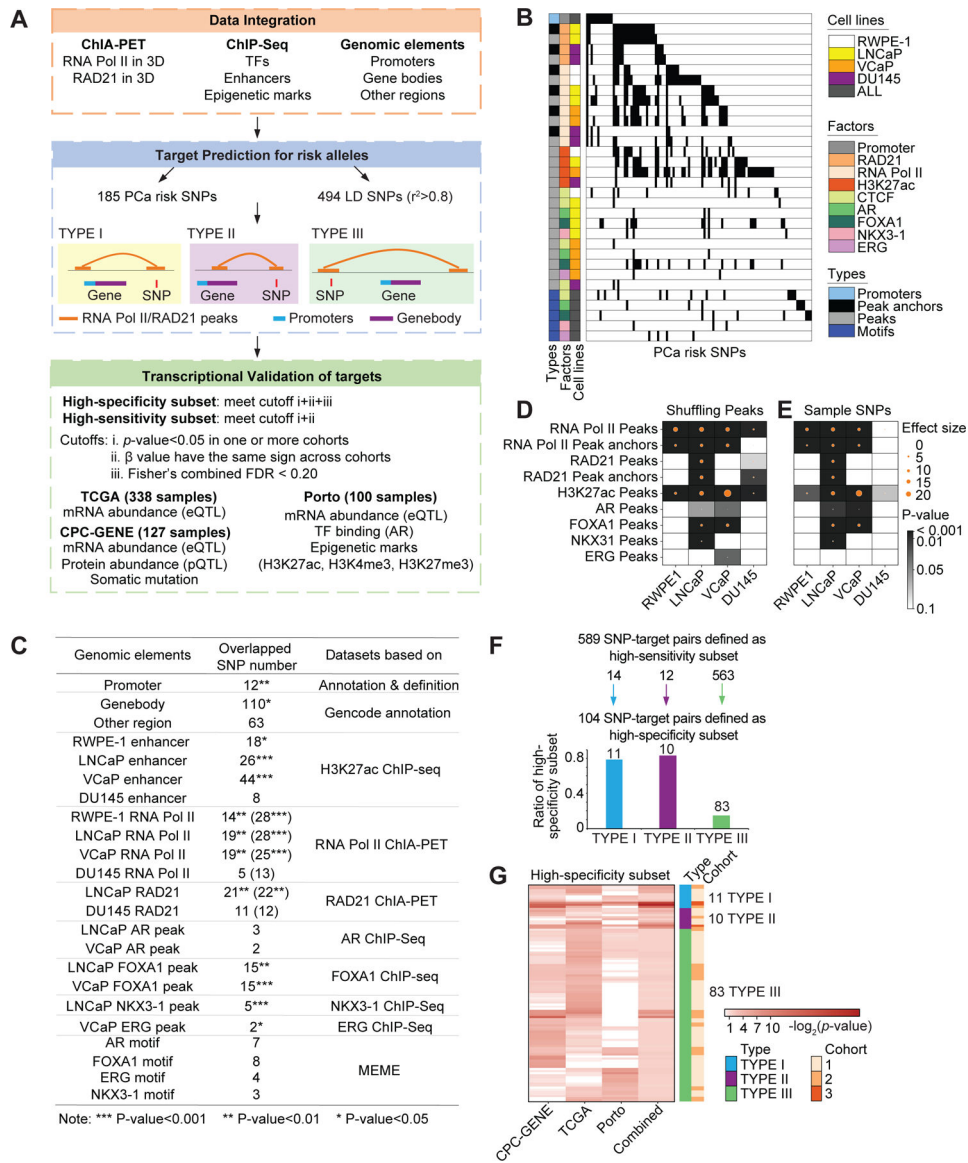 A
Data Integration
ChIA-PET
RNA Pol II in 3D
RAD21 in 3D
ChIP-Seq
TFs
Enhancers
Epigenetic marks
Genomic elements
Promoters
Gene bodies
Other regions
Target Prediction for risk alleles
185 PCa risk SNPs
494 LD SNPs (r²>0.8)
TYPE I
Gene
SNP
TYPE II
Gene
SNP
TYPE III
SNP
Gene
RNA Pol II/RAD21 peaks
Promoters
Genebody
Transcriptional Validation of targets
High-specificity subset: meet cutoff i+ii+iii
High-sensitivity subset: meet cutoff i+ii
Cutoffs: i. p-value<0.05 in one or more cohorts
ii. β value have the same sign across cohorts
iii. Fisher's combined FDR < 0.20
TCGA (338 samples)
mRNA abundance (eQTL)
CPC-GENE (127 samples)
mRNA abundance (eQTL)
Protein abundance (pQTL)
Somatic mutation
Porto (100 samples)
mRNA abundance (eQTL)
TF binding (AR)
Epigenetic marks
(H3K27ac, H3K4me3, H3K27me3)
B
Types
Factors
Cell lines
PCa risk SNPs
Cell lines
RWPE-1
LNCaP
VCaP
DU145
ALL
Factors
Promoter
RAD21
RNA Pol II
H3K27ac
CTCF
AR
FOXA1
NKX3-1
ERG
Types
Promoters
Peak anchors
Peaks
Motifs
C
Genomic elements Overlapped SNP number Datasets based on
Promoter 12** Annotation & definition
Genebody 110* Gencode annotation
Other region 63
RWPE-1 enhancer 18* H3K27ac ChIP-seq
LNCaP enhancer 26***
VCaP enhancer 44***
DU145 enhancer 8
RWPE-1 RNA Pol II 14** (28***) RNA Pol II ChIA-PET
LNCaP RNA Pol II 19** (28***)
VCaP RNA Pol II 19** (25***)
DU145 RNA Pol II 5 (13)
LNCaP RAD21 21** (22**) RAD21 ChIA-PET
DU145 RAD21 11 (12)
LNCaP AR peak 3 AR ChIP-Seq
VCaP AR peak 2
LNCaP FOXA1 peak 15** FOXA1 ChIP-seq
VCaP FOXA1 peak 15***
LNCaP NKX3-1 peak 5*** NKX3-1 ChIP-Seq
VCaP ERG peak 2* ERG ChIP-Seq
AR motif 7 MEME
FOXA1 motif 8
ERG motif 4
NKX3-1 motif 3
Note: *** P-value<0.001 ** P-value<0.01 * P-value<0.05
D
Shuffling Peaks
RNA Pol II Peaks
RNA Pol II Peak anchors
RAD21 Peaks
RAD21 Peak anchors
H3K27ac Peaks
AR Peaks
FOXA1 Peaks
NKX31 Peaks
ERG Peaks
RWPE1
LNCaP
VCaP
DU145
E
Sample SNPs
RWPE1
LNCaP
VCaP
DU145
Effect size
0
5
10
15
20
P-value
< 0.001
0.01
0.05
0.1
F
589 SNP-target pairs defined as
high-sensitivity subset
14 12 563
104 SNP-target pairs defined as
high-specificity subset
Ratio of high-
specificity subset
0.8
0.4
0
11 10 83
TYPE I TYPE II TYPE III
G
High-specificity subset
Type
Cohort
11 TYPE I
10 TYPE II
83 TYPE III
CPC-GENE
TCGA
Porto
Combined
1 4 7 10
-log₂(p-value)
Type
TYPE I
TYPE II
TYPE III
Cohort
1
2
3